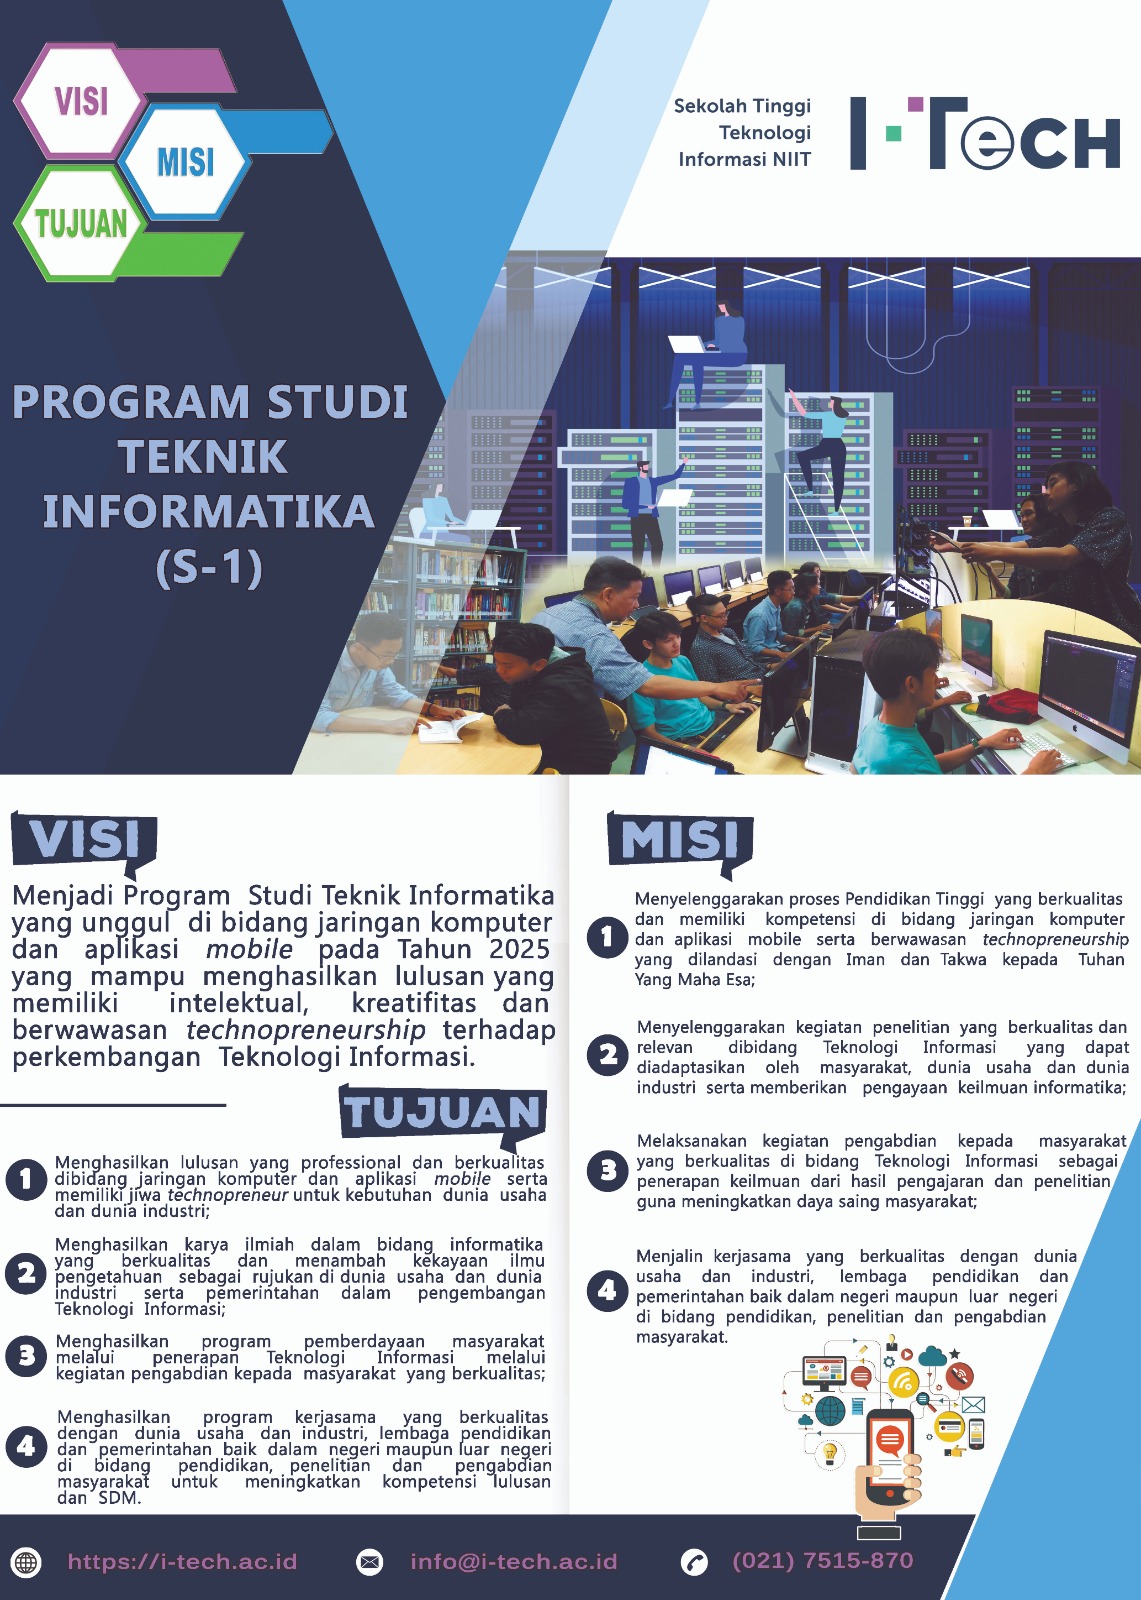 VISI
MISI
TUJUAN
Sekolah Tinggi
Teknologi
Informasi NIIT
I-Tech
PROGRAM STUDI
TEKNIK
INFORMATIKA
(S-1)
VISI
Menjadi Program Studi Teknik Informatika
yang unggul di bidang jaringan komputer
dan aplikasi mobile pada Tahun 2025
yang mampu menghasilkan lulusan yang
memiliki intelektual, kreatifitas dan
berwawasan technopreneurship terhadap
perkembangan Teknologi Informasi.
TUJUAN
1
Menghasilkan lulusan yang professional dan berkualitas
dibidang jaringan komputer dan aplikasi mobile serta
memiliki jiwa technopreneur untuk kebutuhan dunia usaha
dan dunia industri;
2
Menghasilkan karya ilmiah dalam bidang informatika
yang berkualitas dan menambah kekayaan ilmu
pengetahuan sebagai rujukan di dunia usaha dan dunia
industri serta pemerintahan dalam pengembangan
Teknologi Informasi;
3
Menghasilkan program pemberdayaan masyarakat
melalui penerapan Teknologi Informasi melalui
kegiatan pengabdian kepada masyarakat yang berkualitas;
4
Menghasilkan program kerjasama yang berkualitas
dengan dunia usaha dan industri, lembaga pendidikan
dan pemerintahan baik dalam negeri maupun luar negeri
di bidang pendidikan, penelitian dan pengabdian
masyarakat untuk meningkatkan kompetensi lulusan
dan SDM.
MISI
1
Menyelenggarakan proses Pendidikan Tinggi yang berkualitas
dan memiliki kompetensi di bidang jaringan komputer
dan aplikasi mobile serta berwawasan technopreneurship
yang dilandasi dengan Iman dan Takwa kepada Tuhan
Yang Maha Esa;
2
Menyelenggarakan kegiatan penelitian yang berkualitas dan
relevan dibidang Teknologi Informasi yang dapat
diadaptasikan oleh masyarakat, dunia usaha dan dunia
industri serta memberikan pengayaan keilmuan informatika;
3
Melaksanakan kegiatan pengabdian kepada masyarakat
yang berkualitas di bidang Teknologi Informasi sebagai
penerapan keilmuan dari hasil pengajaran dan penelitian
guna meningkatkan daya saing masyarakat;
4
Menjalin kerjasama yang berkualitas dengan dunia
usaha dan industri, lembaga pendidikan dan
pemerintahan baik dalam negeri maupun luar negeri
di bidang pendidikan, penelitian dan pengabdian
masyarakat.
https://i-tech.ac.id
info@i-tech.ac.id
(021) 7515-870